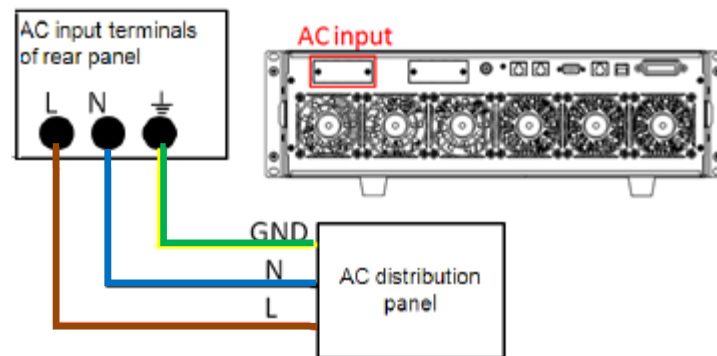 AC input terminals
of rear panel
L N
AC input
GND
N
L
AC distribution
panel